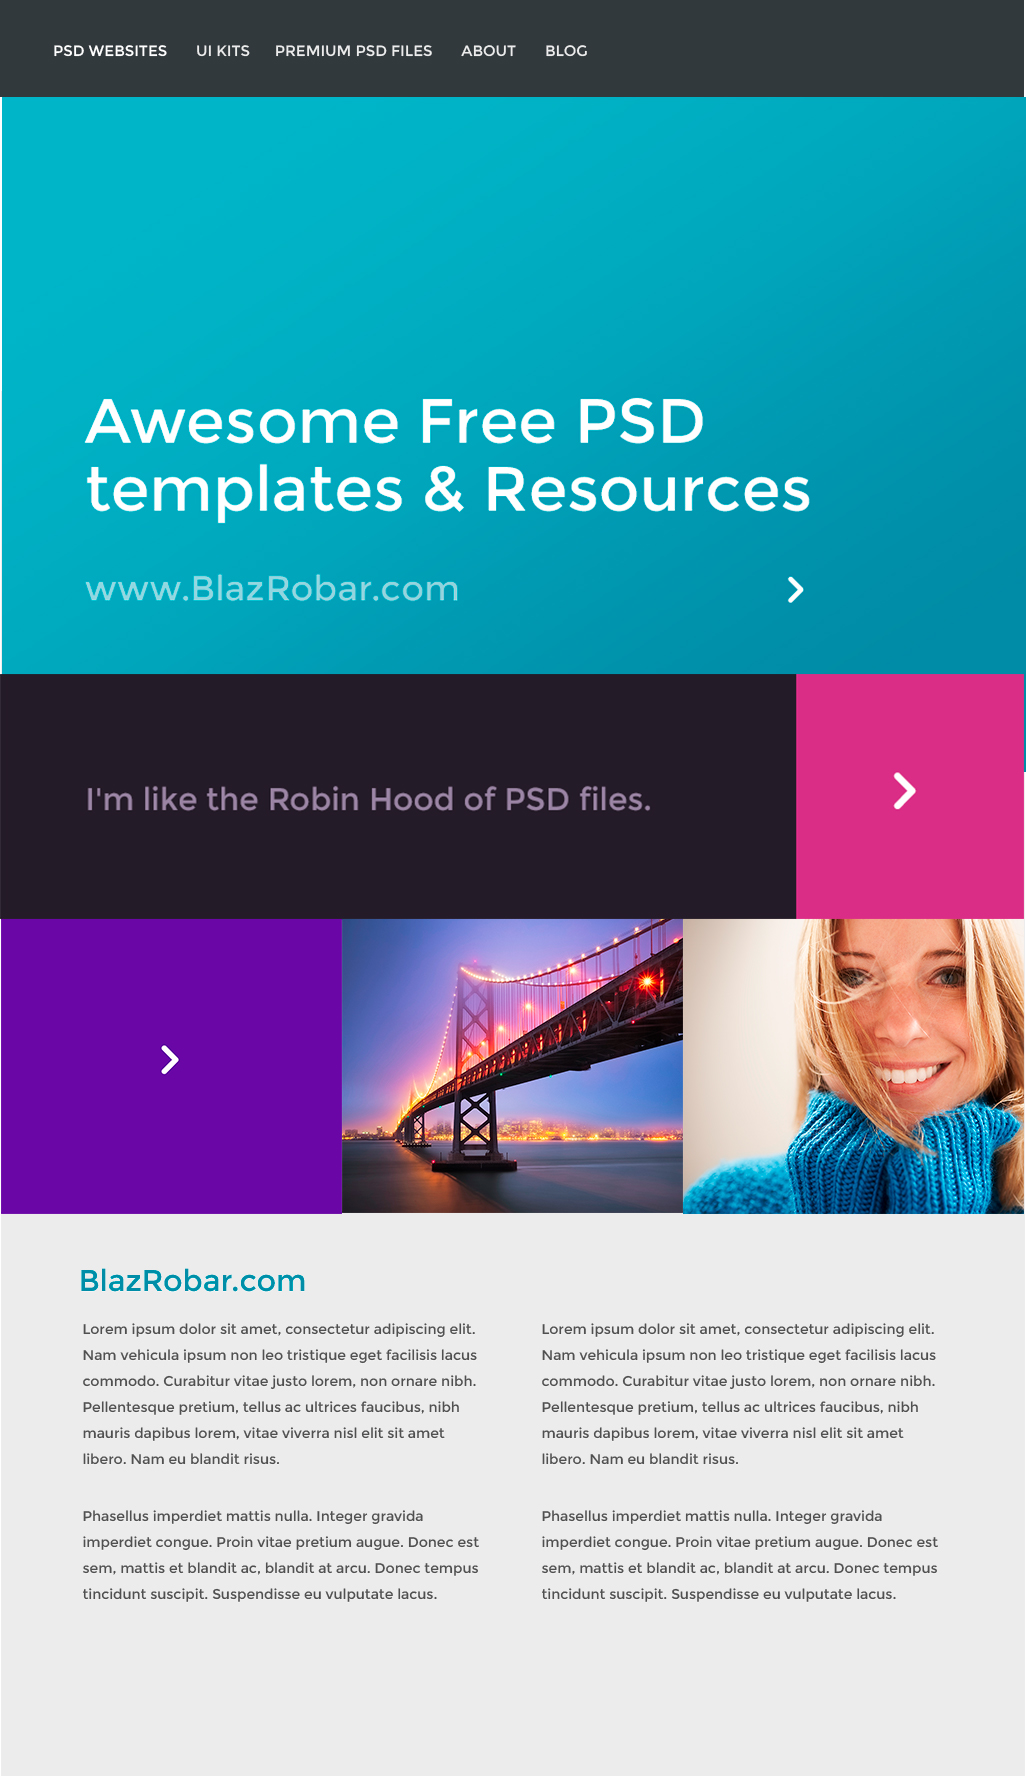 PSD WEBSITES UI KITS PREMIUM PSD FILES ABOUT BLOG
Awesome Free PSD
templates & Resources
www.BlazRobar.com
I'm like the Robin Hood of PSD files.
BlazRobar.com
Lorem ipsum dolor sit amet, consectetur adipiscing elit.
Nam vehicula ipsum non leo tristique eget facilisis lacus
commodo. Curabitur vitae justo lorem, non ornare nibh.
Pellentesque pretium, tellus ac ultrices faucibus, nibh
mauris dapibus lorem, vitae viverra nisl elit sit amet
libero. Nam eu blandit risus.
Phasellus imperdiet mattis nulla. Integer gravida
imperdiet congue. Proin vitae pretium augue. Donec est
sem, mattis et blandit ac, blandit at arcu. Donec tempus
tincidunt suscipit. Suspendisse eu vulputate lacus.
Lorem ipsum dolor sit amet, consectetur adipiscing elit.
Nam vehicula ipsum non leo tristique eget facilisis lacus
commodo. Curabitur vitae justo lorem, non ornare nibh.
Pellentesque pretium, tellus ac ultrices faucibus, nibh
mauris dapibus lorem, vitae viverra nisl elit sit amet
libero. Nam eu blandit risus.
Phasellus imperdiet mattis nulla. Integer gravida
imperdiet congue. Proin vitae pretium augue. Donec est
sem, mattis et blandit ac, blandit at arcu. Donec tempus
tincidunt suscipit. Suspendisse eu vulputate lacus.